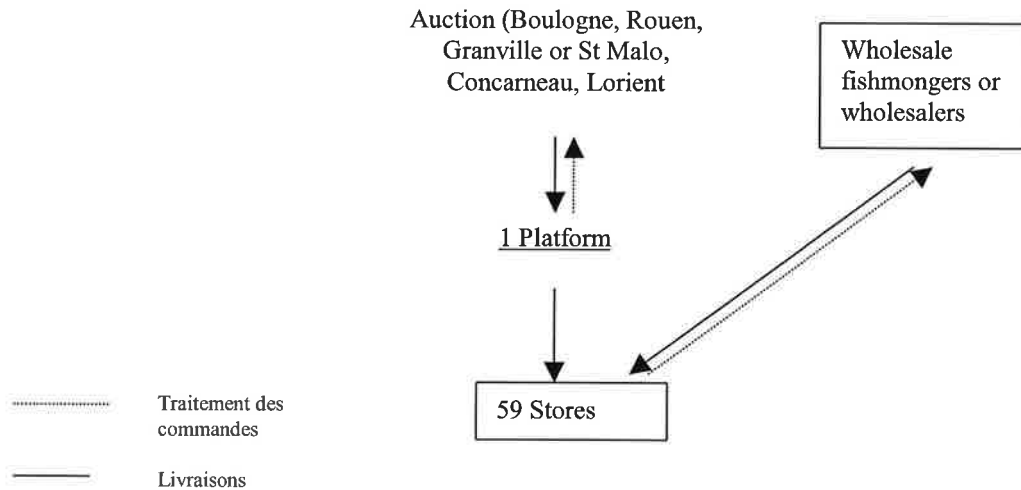 Auction (Boulogne, Rouen,
Granville or St Malo,
Concarneau, Lorient
Wholesale
fishmongers or
wholesalers
1 Platform
59 Stores
Traitement des
commandes
Livraisons